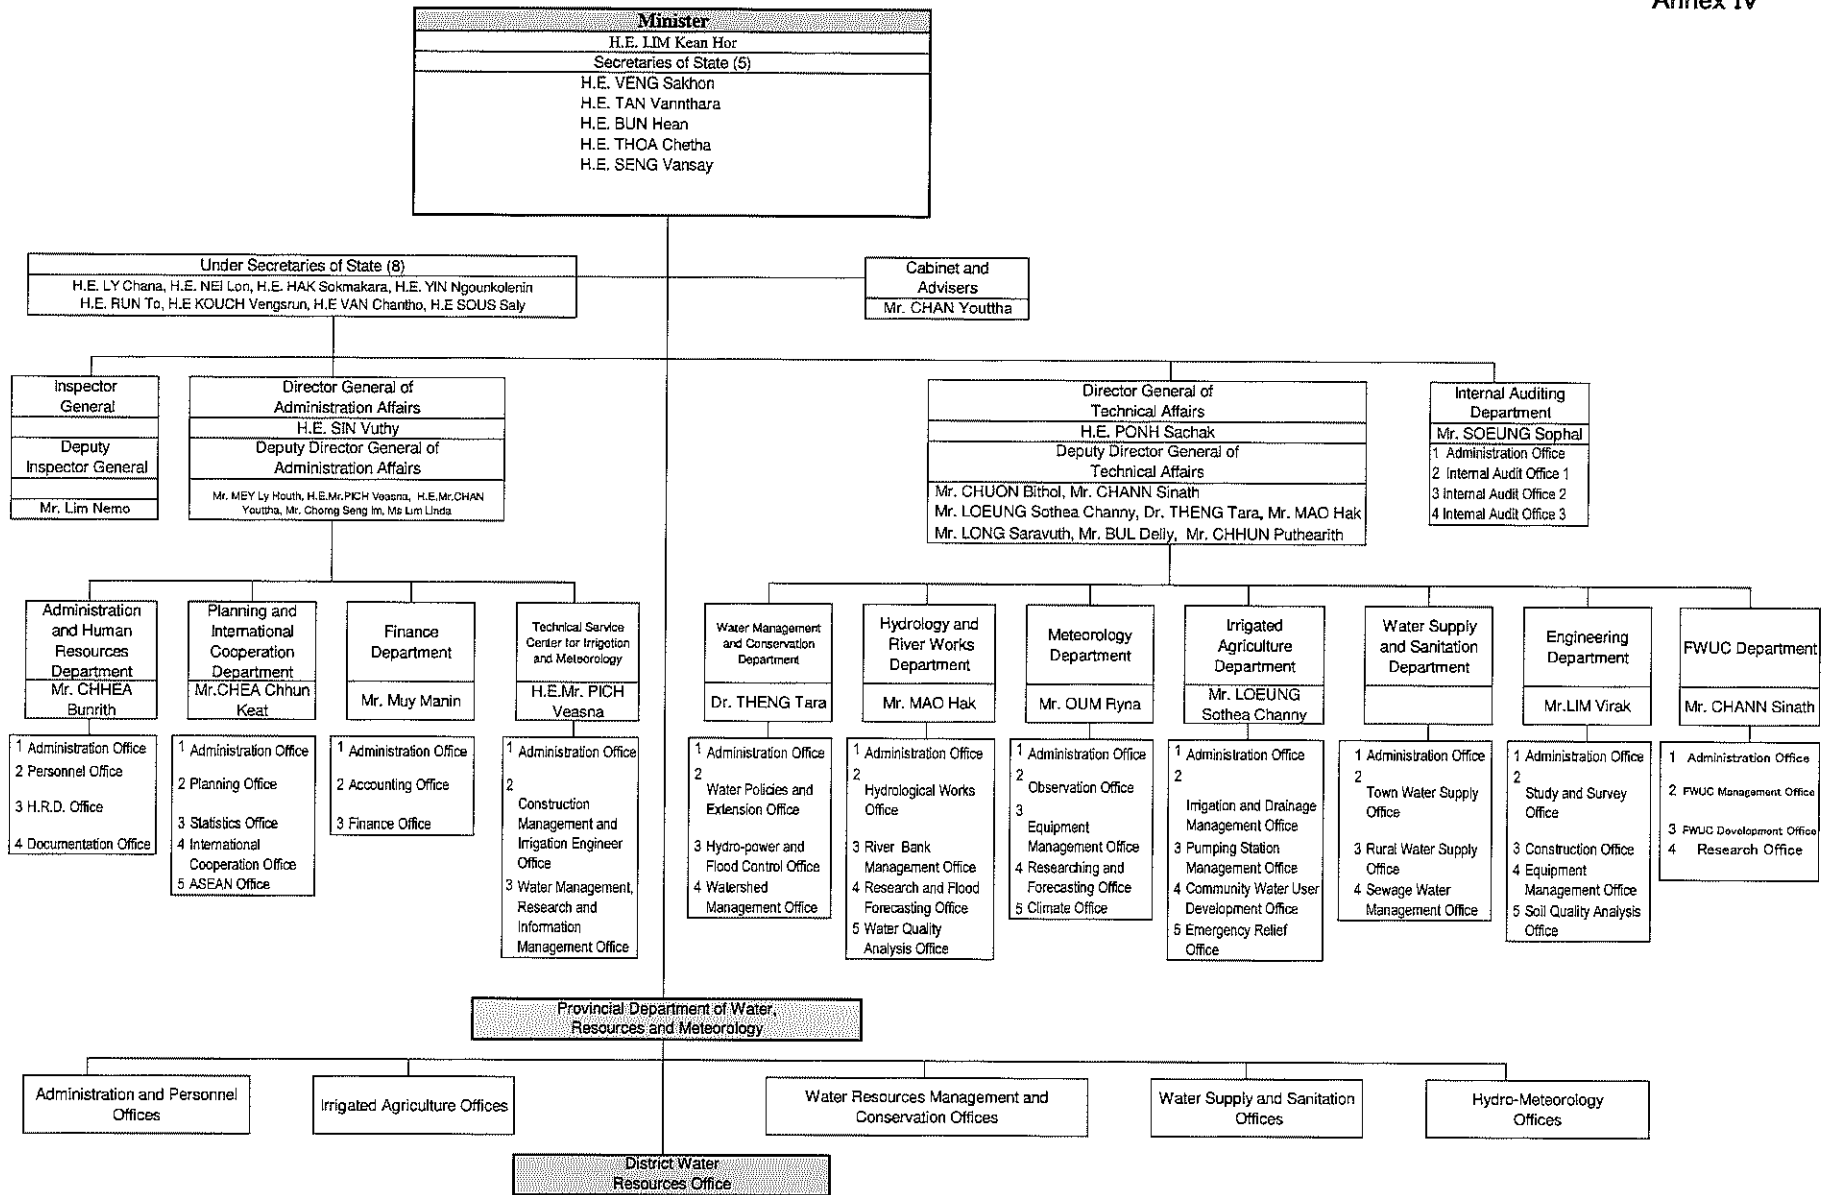 Annex IV
Minister
H.E. LIM Kean Hor
Secretaries of State (5)
H.E. VENG Sakhon
H.E. TAN Vannthara
H.E. BUN Hean
H.E. THOA Chetha
H.E. SENG Vansay
Under Secretaries of State (8)
H.E. LY Chana, H.E. NEI Lon, H.E. HAK Sokmakara, H.E. YIN Ngounkolenin
H.E. RUN To, H.E KOUCH Vengsrun, H.E VAN Chantho, H.E SOUS Saly
Cabinet and
Advisers
Mr. CHAN Youttha
Inspector
General
Deputy
Inspector General
Mr. Lim Nemo
Director General of
Administration Affairs
H.E. SIN Vuthy
Deputy Director General of
Administration Affairs
Mr. MEY Ly Houth, H.E.Mr.PICH Veasna, H.E.Mr.CHAN
Youttha, Mr. Chorng Seng Im, Ms Lim Linda
Director General of
Technical Affairs
H.E. PONH Sachak
Deputy Director General of
Technical Affairs
Mr. CHUON Bithol, Mr. CHANN Sinath
Mr. LOEUNG Sothea Channy, Dr. THENG Tara, Mr. MAO Hak
Mr. LONG Saravuth, Mr. BUL Delly, Mr. CHHUN Puthearith
Internal Auditing
Department
Mr. SOEUNG Sophal
1 Administration Office
2 Internal Audit Office 1
3 Internal Audit Office 2
4 Internal Audit Office 3
Administration
and Human
Resources
Department
Mr. CHHEA
Bunrith
1 Administration Office
2 Personnel Office
3 H.R.D. Office
4 Documentation Office
Planning and
International
Cooperation
Department
Mr.CHEA Chhun
Keat
1 Administration Office
2 Planning Office
3 Statistics Office
4 International
Cooperation Office
5 ASEAN Office
Finance
Department
Mr. Muy Manin
1 Administration Office
2 Accounting Office
3 Finance Office
Technical Service
Center for Irrigation
and Meteorology
H.E.Mr. PICH
Veasna
1 Administration Office
2
Construction
Management and
Irrigation Engineer
Office
3 Water Management,
Research and
Information
Management Office
Water Management
and Conservation
Department
Dr. THENG Tara
1 Administration Office
2
Water Policies and
Extension Office
3 Hydro-power and
Flood Control Office
4 Watershed
Management Office
Hydrology and
River Works
Department
Mr. MAO Hak
1 Administration Office
2
Hydrological Works
Office
3 River Bank
Management Office
4 Research and Flood
Forecasting Office
5 Water Quality
Analysis Office
Meteorology
Department
Mr. OUM Ryna
1 Administration Office
2
Observation Office
3
Equipment
Management Office
4 Researching and
Forecasting Office
5 Climate Office
Irrigated
Agriculture
Department
Mr. LOEUNG
Sothea Channy
1 Administration Office
2
Irrigation and Drainage
Management Office
3 Pumping Station
Management Office
4 Community Water User
Development Office
5 Emergency Relief
Office
Water Supply
and Sanitation
Department
1 Administration Office
2
Town Water Supply
Office
3 Rural Water Supply
Office
4 Sewage Water
Management Office
Engineering
Department
Mr.LIM Virak
1 Administration Office
2
Study and Survey
Office
3 Construction Office
4 Equipment
Management Office
5 Soil Quality Analysis
Office
FWUC Department
Mr. CHANN Sinath
1 Administration Office
2 FWUC Management Office
3 FWUC Development Office
4 Research Office
Provincial Department of Water,
Resources and Meteorology
Administration and Personnel
Offices
Irrigated Agriculture Offices
Water Resources Management and
Conservation Offices
Water Supply and Sanitation
Offices
Hydro-Meteorology
Offices
District Water
Resources Office